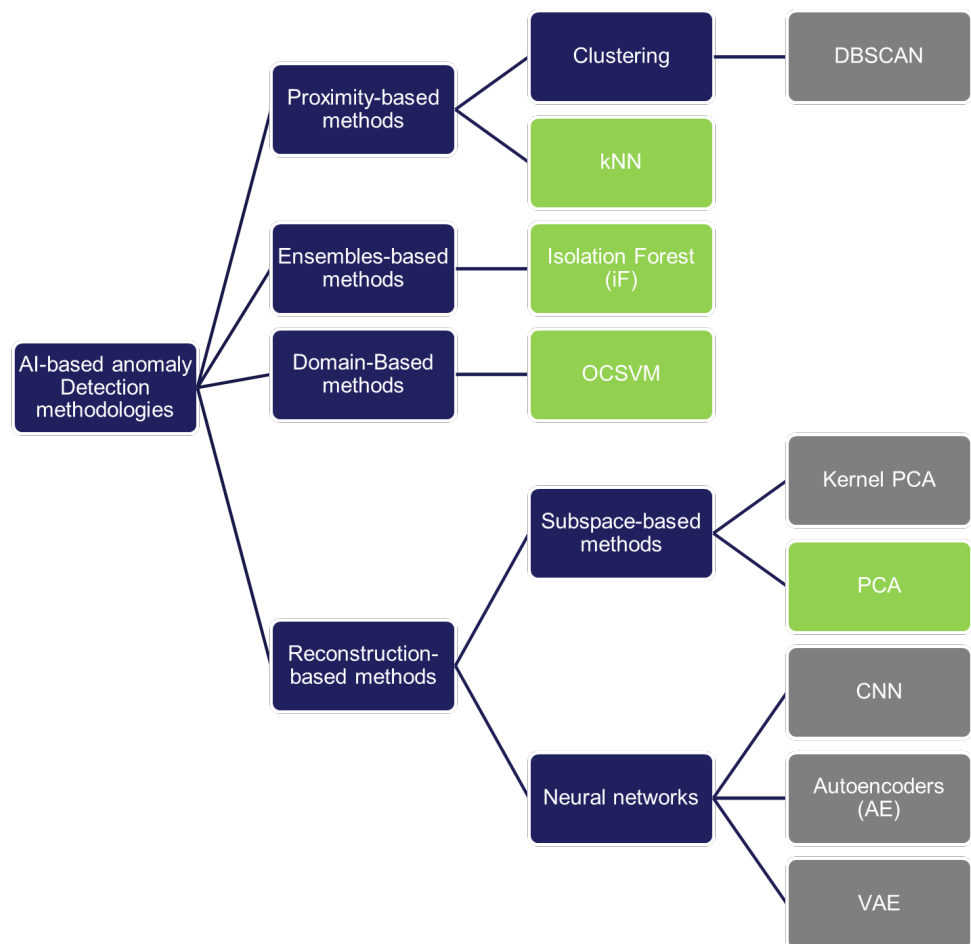 Clustering
DBSCAN
Proximity-based
methods
kNN
Ensembles-based
methods
Isolation Forest
(iF)
AI-based anomaly
Detection
methodologies
Domain-Based
methods
OCSVM
Kernel PCA
Subspace-based
methods
PCA
Reconstruction-
based methods
CNN
Neural networks
Autoencoders
(AE)
VAE